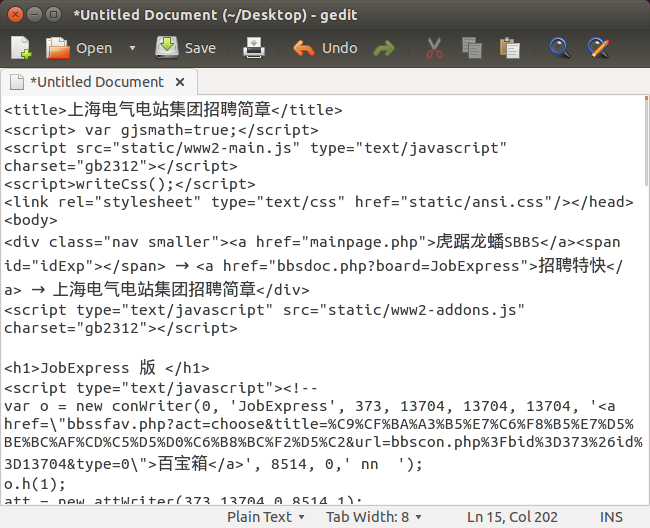 *Untitled Document (~/Desktop) - gedit
Open
Save
Undo
*Untitled Document
<title>上海电气电站集团招聘简章</title>
<script> var gjsmath=true;</script>
<script src="static/www2-main.js" type="text/javascript"
charset="gb2312"></script>
<script>writeCss();</script>
<link rel="stylesheet" type="text/css" href="static/ansi.css"/></head>
<body>
<div class="nav smaller"><a href="mainpage.php">虎踞龙蟠SBBS</a><span
id="idExp"></span> → <a href="bbsdoc.php?board=JobExpress">招聘特快</
a> → 上海电气电站集团招聘简章</div>
<script type="text/javascript" src="static/www2-addons.js"
charset="gb2312"></script>
<h1>JobExpress 版 </h1>
<script type="text/javascript"><!--
var o = new conWriter(0, 'JobExpress', 373, 13704, 13704, 13704, '<a
href=\"bbssfav.php?act=choose&title=%C9%CF%BA%A3%B5%E7%C6%F8%B5%E7%D5%
BE%BC%AF%CD%C5%D5%D0%C6%B8%BC%F2%D5%C2&url=bbscon.php%3Fbid%3D373%26id%
3D13704&type=0\">百宝箱</a>', 8514, 0,' nn  ');
o.h(1);
att = new attWriter(373,13704,0,8514,1);
Plain Text
Tab Width: 8
Ln 15, Col 202
INS